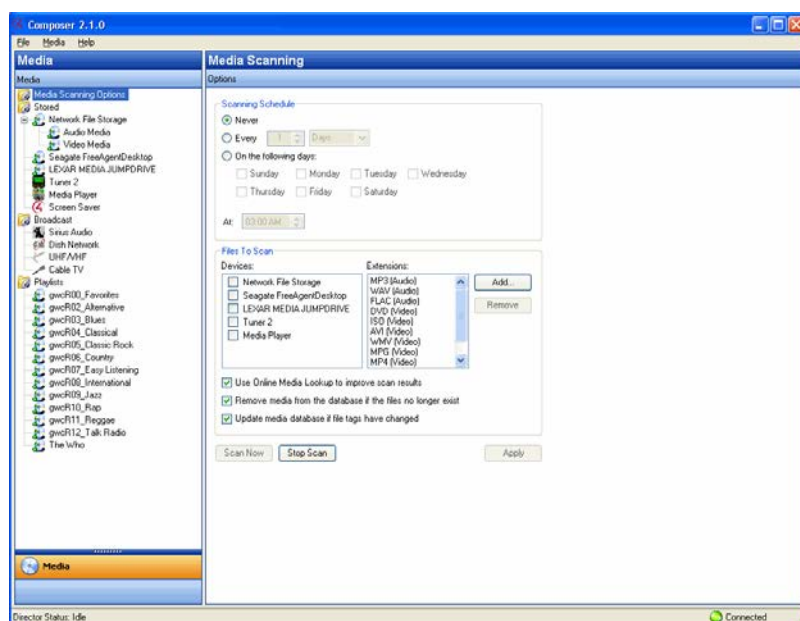 Composer 2.1.0
File Media Help
Media
Media
Media Scanning Options
Stored
Network File Storage
Audio Media
Video Media
Seagate FreeAgentDesktop
LEXAR MEDIA JUMPDRIVE
Tuner 2
Media Player
Screen Saver
Broadcast
Sirius Audio
Dish Network
UHF/VHF
Cable TV
Playlists
gwcR00_Favorites
gwcR02_Alternative
gwcR03_Blues
gwcR04_Classical
gwcR05_Classic Rock
gwcR06_Country
gwcR07_Easy Listening
gwcR08_International
gwcR09_Jazz
gwcR10_Rap
gwcR11_Reggae
gwcR12_Talk Radio
The Who
Media
Media Scanning
Options
Scanning Schedule
Never
Every 1 Days
On the following days:
Sunday Monday Tuesday Wednesday
Thursday Friday Saturday
At: 03:00 AM
Files To Scan
Devices:
Network File Storage
Seagate FreeAgentDesktop
LEXAR MEDIA JUMPDRIVE
Tuner 2
Media Player
Extensions:
MP3 (Audio)
WAV (Audio)
FLAC (Audio)
DVD (Video)
ISO (Video)
AVI (Video)
WMV (Video)
MPG (Video)
MP4 (Video)
Add...
Remove
Use Online Media Lookup to improve scan results
Remove media from the database if the files no longer exist
Update media database if file tags have changed
Scan Now Stop Scan Apply
Director Status: Idle Connected